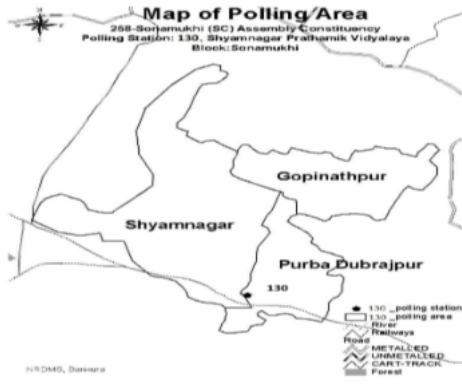 Map of Polling Area
258-Sonamukhi (SC) Assembly Constituency
Polling Station: 130, Shyamnagar Prathamik Vidyalaya
Block:Sonamukhi
Gopinathpur
Shyamnagar
Purba Dubrajpur
130
130 _polling station
130 _polling area
River
Railways
Road
METALLED
UNMETALLED
CART-TRACK
Forest
NRDMS, Bankura